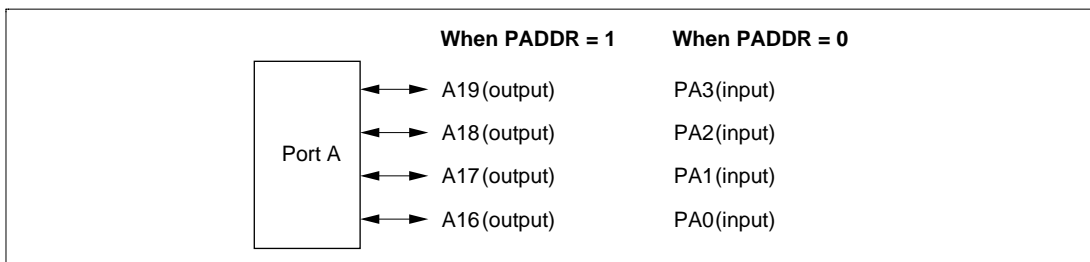 When PADDR = 1 When PADDR = 0
A19(output) PA3(input)
A18(output) PA2(input)
Port A
A17(output) PA1(input)
A16(output) PA0(input)